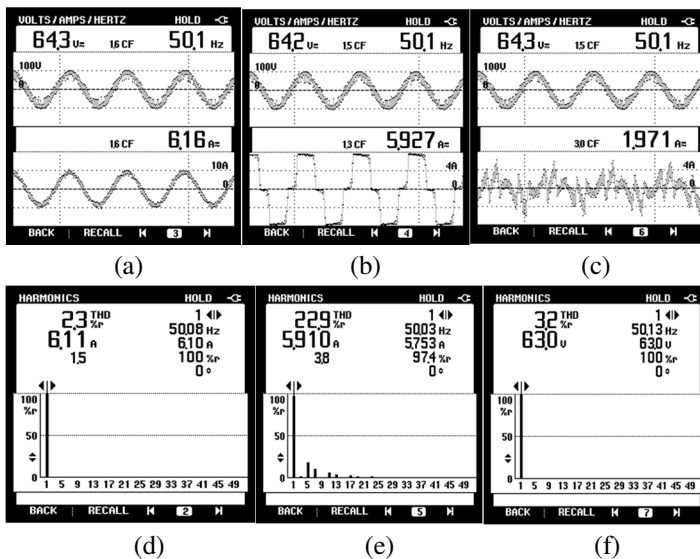 VOLTS/AMPS/HERTZ HOLD
64.3 V≂ 1.6 CF 50.1 Hz
100V
0
1.6 CF 6.16 A≂
10A
0
BACK RECALL 3
(a)
VOLTS/AMPS/HERTZ HOLD
64.2 V≂ 1.5 CF 50.1 Hz
100V
0
1.3 CF 5.927 A≂
4A
0
BACK RECALL 4
(b)
VOLTS/AMPS/HERTZ HOLD
64.3 V≂ 1.5 CF 50.1 Hz
100V
0
3.0 CF 1.971 A≂
4A
0
BACK RECALL 6
(c)
HARMONICS HOLD
2.3 THD %r 1
50.08 Hz
6.11 A 6.10 A
1.5 100 %r
0 °
100
%r
50
0
1 5 9 13 17 21 25 29 33 37 41 45 49
BACK RECALL 2
(d)
HARMONICS HOLD
22.9 THD %r 1
50.03 Hz
5.910 A 5.753 A
3.8 97.4 %r
0 °
100
%r
50
0
1 5 9 13 17 21 25 29 33 37 41 45 49
BACK RECALL 5
(e)
HARMONICS HOLD
3.2 THD %r 1
50.13 Hz
63.0 V 63.0 V
100 %r
0 °
100
%r
50
0
1 5 9 13 17 21 25 29 33 37 41 45 49
BACK RECALL 7
(f)